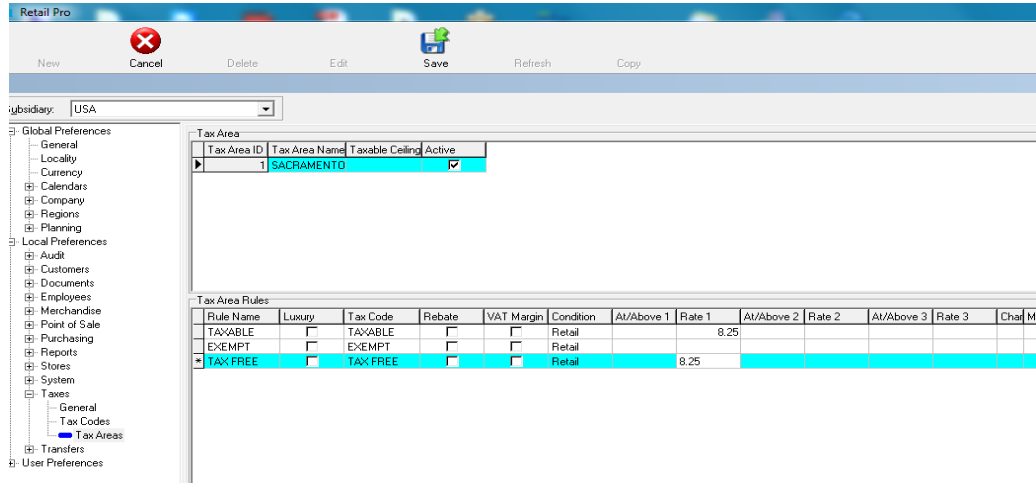 Retail Pro
New Cancel Delete Edit Save Refresh Copy
Subsidiary: USA
Global Preferences
General
Locality
Currency
Calendars
Company
Regions
Planning
Local Preferences
Audit
Customers
Documents
Employees
Merchandise
Point of Sale
Purchasing
Reports
Stores
System
Taxes
General
Tax Codes
Tax Areas
Transfers
User Preferences
Tax Area
Tax Area ID Tax Area Name Taxable Ceiling Active
1 SACRAMENTO
Tax Area Rules
Rule Name Luxury Tax Code Rebate VAT Margin Condition At/Above 1 Rate 1 At/Above 2 Rate 2 At/Above 3 Rate 3
TAXABLE TAXABLE Retail 8.25
EXEMPT EXEMPT Retail
* TAX FREE TAX FREE Retail 8.25